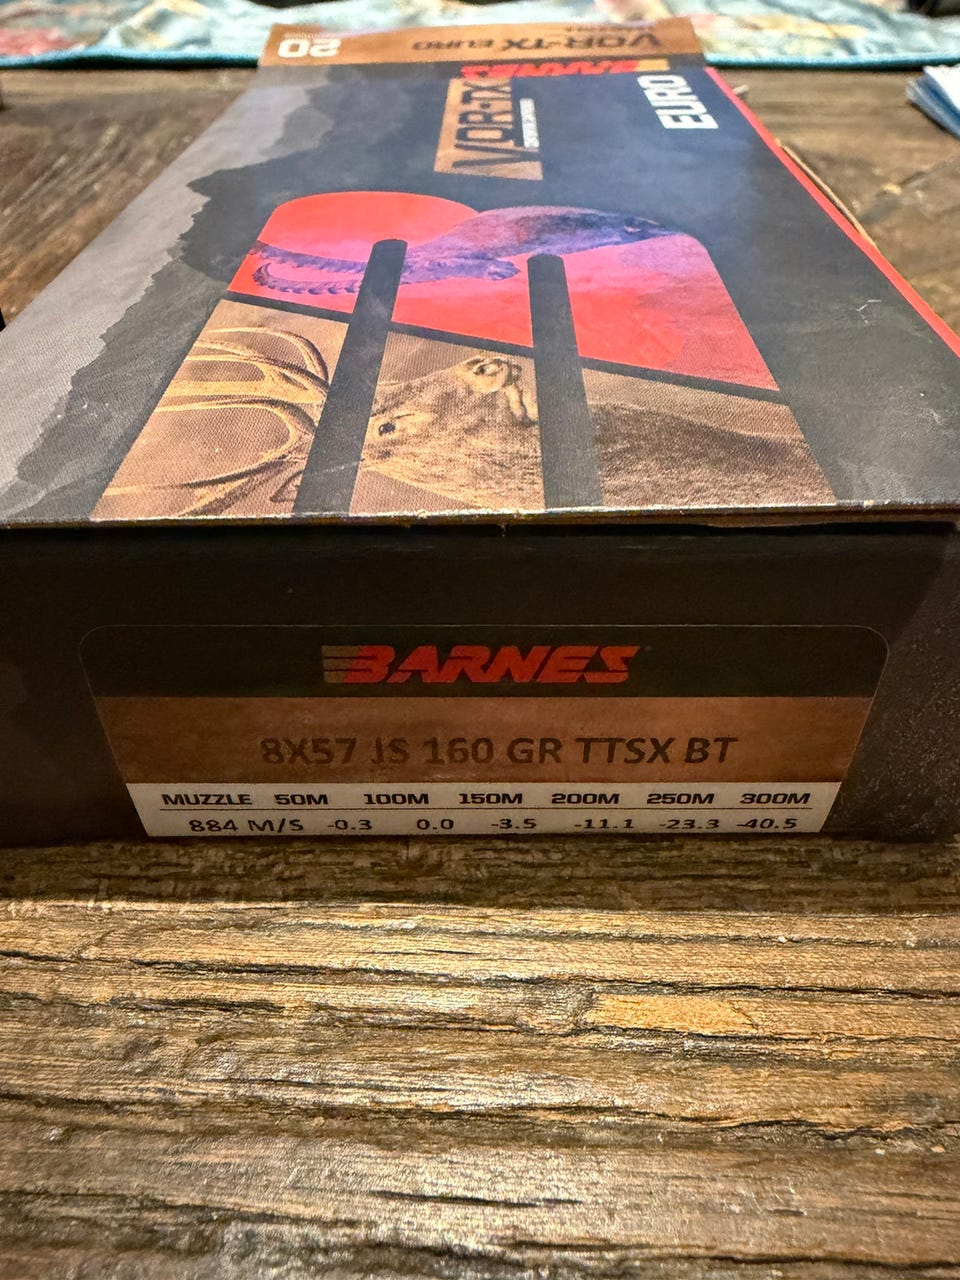 20
VOR-TX EURO
BARNES
VOR-TX
EURO
BARNES
8X57 JS 160 GR TTSX BT
MUZZLE 50M 100M 150M 200M 250M 300M
884 M/S -0.3 0.0 -3.5 -11.1 -23.3 -40.5